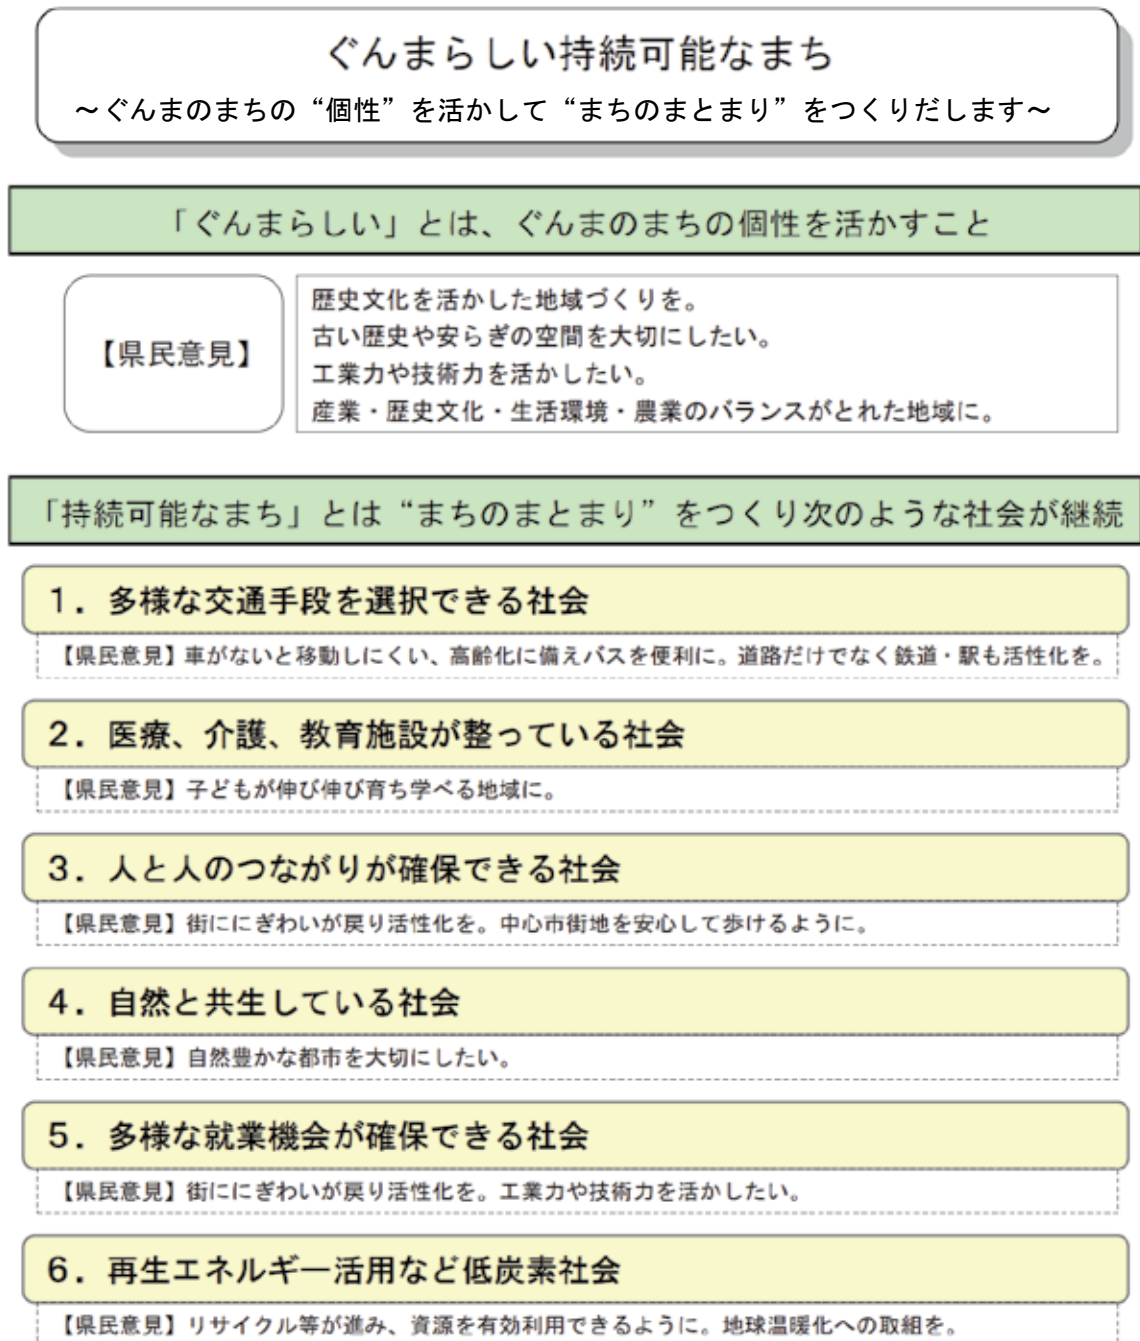 ぐんまらしい持続可能なまち
～ぐんまのまちの“個性”を活かして“まちのまとまり”をつくりだします～
「ぐんまらしい」とは、ぐんまのまちの個性を活かすこと
【県民意見】
歴史文化を活かした地域づくりを。
古い歴史や安らぎの空間を大切にしたい。
工業力や技術力を活かしたい。
産業・歴史文化・生活環境・農業のバランスがとれた地域に。
「持続可能なまち」とは“まちのまとまり”をつくり次のような社会が継続
１．多様な交通手段を選択できる社会
【県民意見】車がないと移動しにくい、高齢化に備えバスを便利に。道路だけでなく鉄道・駅も活性化を。
２．医療、介護、教育施設が整っている社会
【県民意見】子どもが伸び伸び育ち学べる地域に。
３．人と人のつながりが確保できる社会
【県民意見】街ににぎわいが戻り活性化を。中心市街地を安心して歩けるように。
４．自然と共生している社会
【県民意見】自然豊かな都市を大切にしたい。
５．多様な就業機会が確保できる社会
【県民意見】街ににぎわいが戻り活性化を。工業力や技術力を活かしたい。
６．再生エネルギー活用など低炭素社会
【県民意見】リサイクル等が進み、資源を有効利用できるように。地球温暖化への取組を。